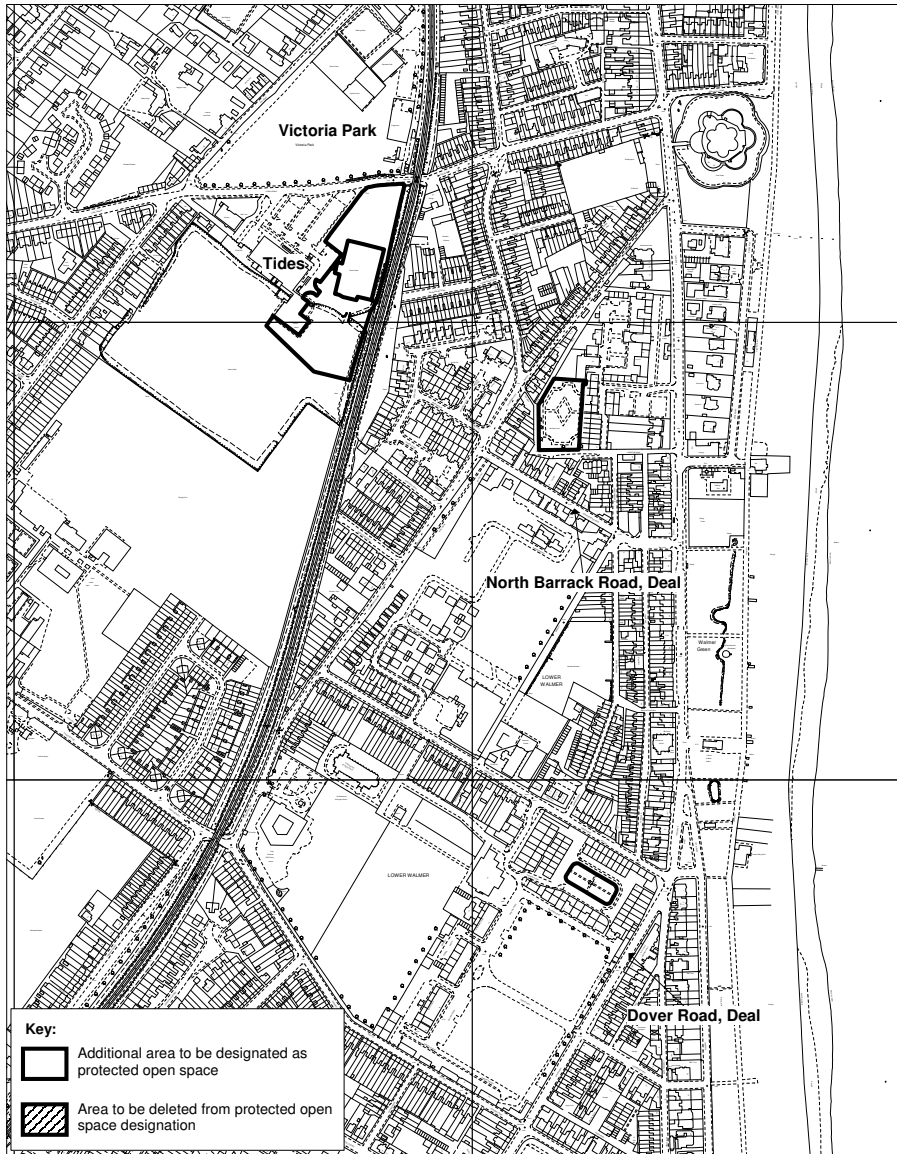 Victoria Park
Victoria Park
Tides
North Barrack Road, Deal
Walmer
Green
LOWER
WALMER
LOWER WALMER
Dover Road, Deal
Key:
Additional area to be designated as
protected open space
Area to be deleted from protected open
space designation